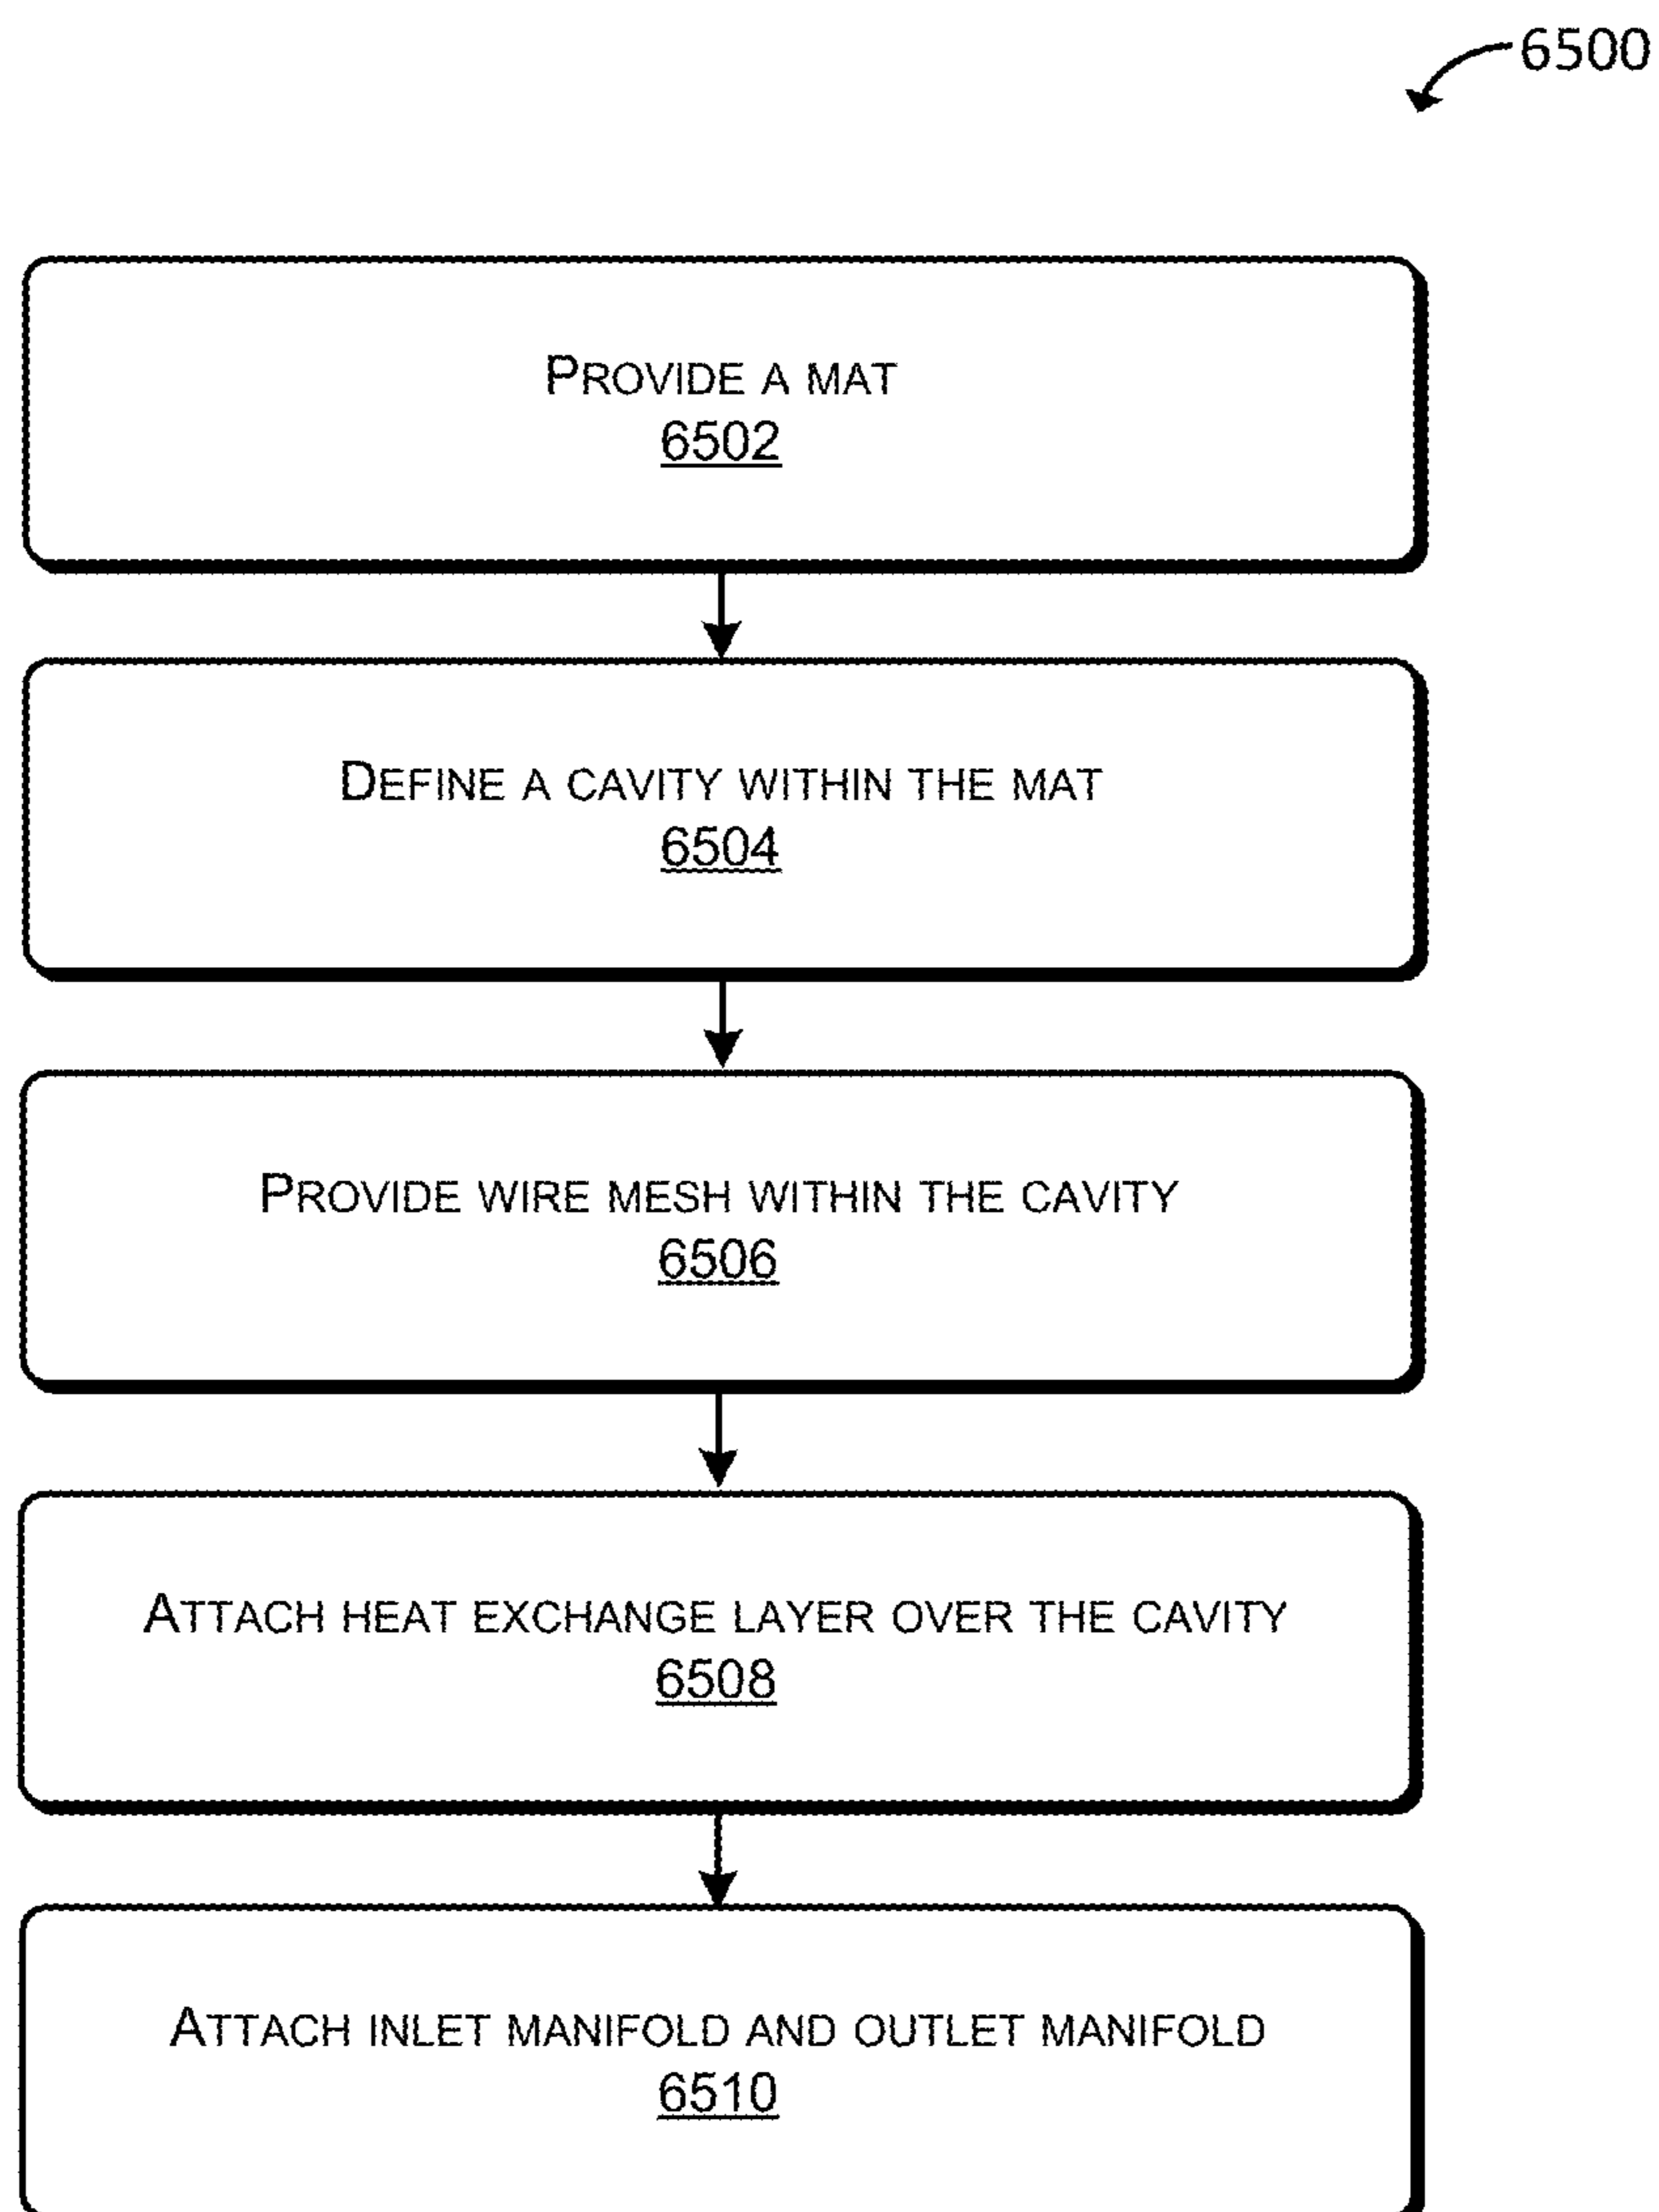 6500
PROVIDE A MAT
6502
DEFINE A CAVITY WITHIN THE MAT
6504
PROVIDE WIRE MESH WITHIN THE CAVITY
6506
ATTACH HEAT EXCHANGE LAYER OVER THE CAVITY
6508
ATTACH INLET MANIFOLD AND OUTLET MANIFOLD
6510